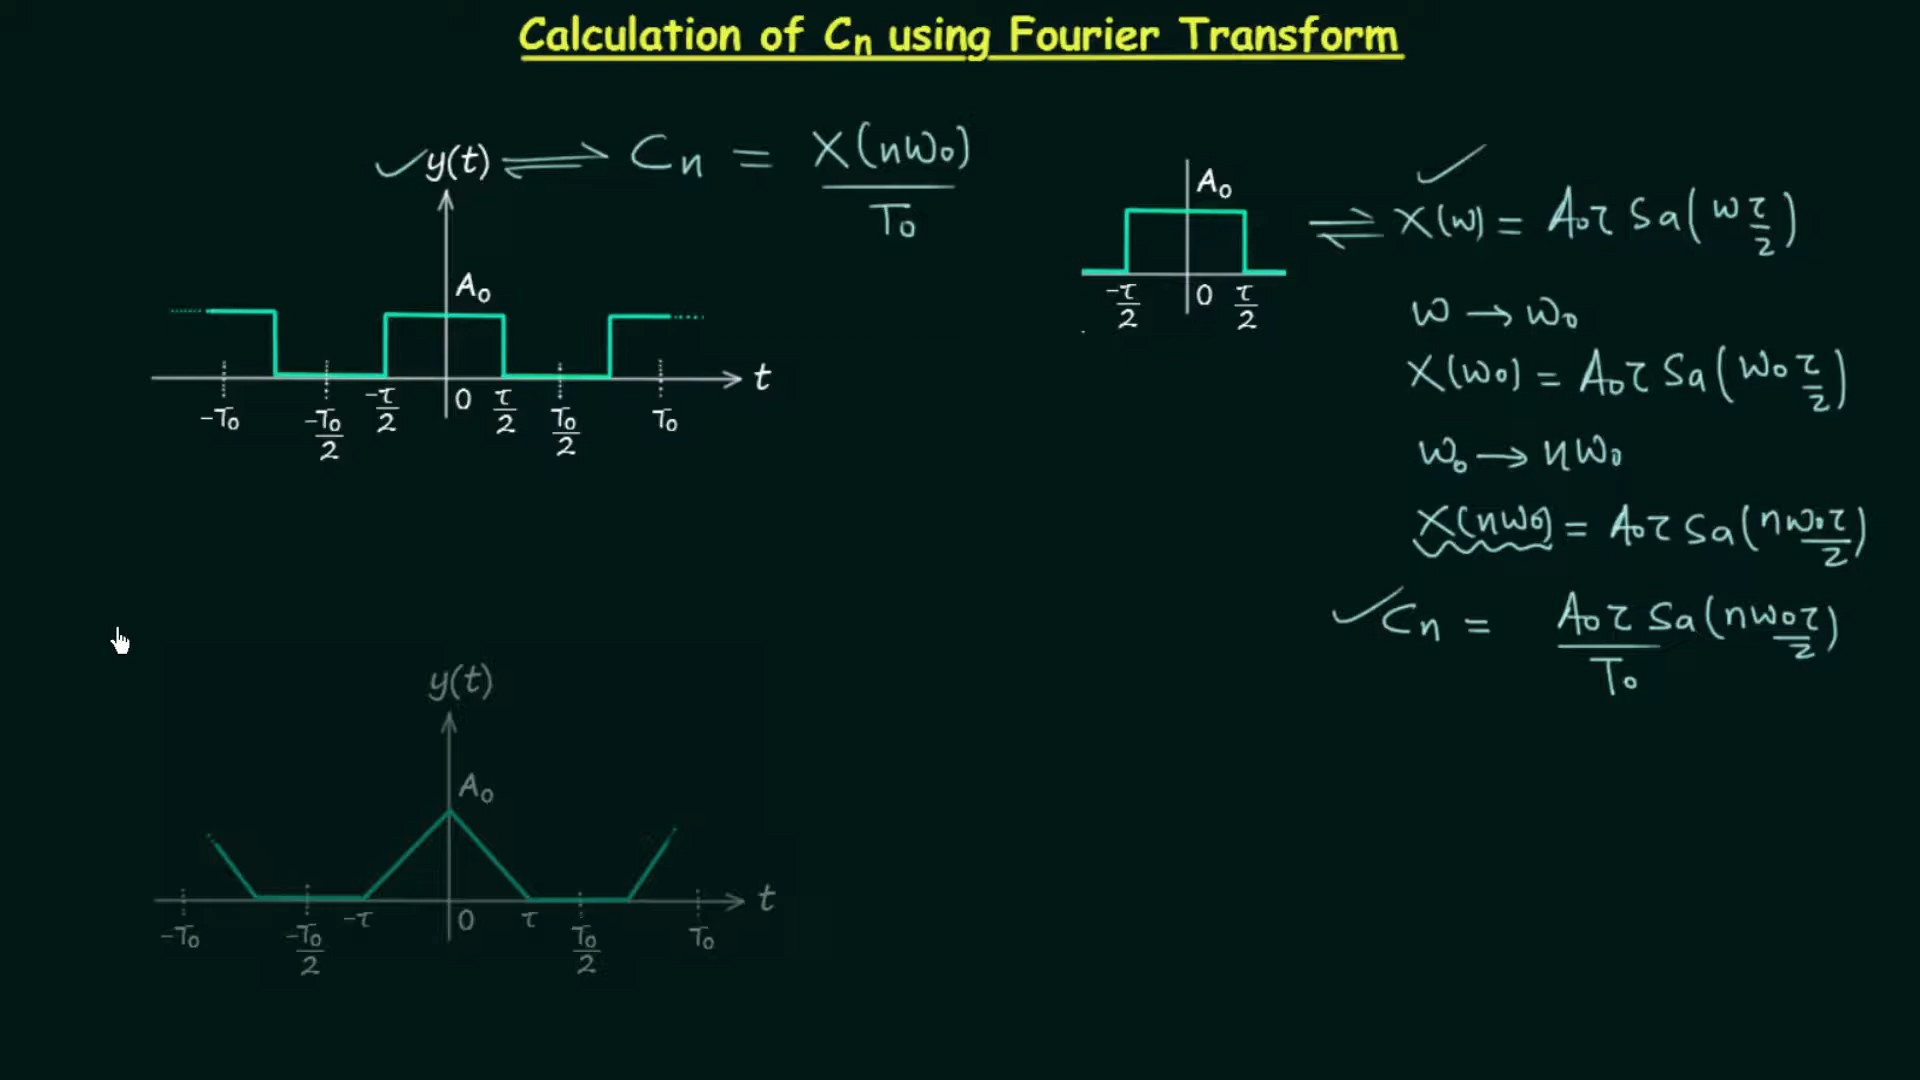 Calculation of Cn using Fourier Transform
✓ y(t) ⇌ Cn = X(nω₀) / T₀
A₀
t
-T₀ -T₀/2 -τ/2 0 τ/2 T₀/2 T₀
A₀
-τ/2 0 τ/2
✓
⇌ X(ω) = A₀τ Sa(ω τ/2)
ω → ω₀
X(ω₀) = A₀τ Sa(ω₀ τ/2)
ω₀ → nω₀
X(nω₀) = A₀τ Sa(nω₀τ/2)
✓ Cn = A₀τ/T₀ Sa(nω₀τ/2)
y(t)
A₀
t
-T₀ -T₀/2 -τ 0 τ T₀/2 T₀